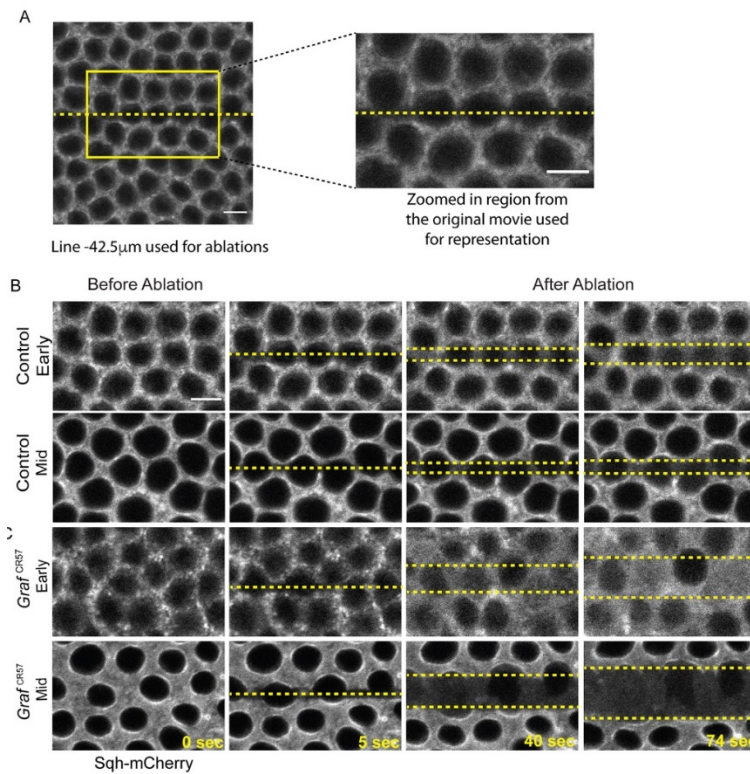 A
Line -42.5μm used for ablations
Zoomed in region from
the original movie used
for representation
B
Before Ablation
After Ablation
Control
Early
Control
Mid
Graf CR57
Early
Graf CR57
Mid
0 sec
5 sec
40 sec
74 sec
Sqh-mCherry